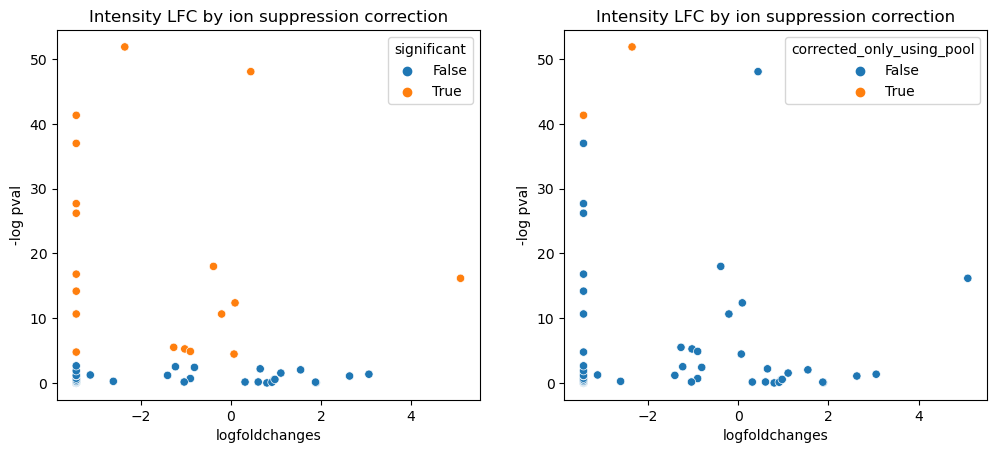 Intensity LFC by ion suppression correction
significant
False
True
50
40
30
20
10
0
-log pval
−2
0
2
4
logfoldchanges
Intensity LFC by ion suppression correction
corrected_only_using_pool
False
True
50
40
30
20
10
0
-log pval
−2
0
2
4
logfoldchanges